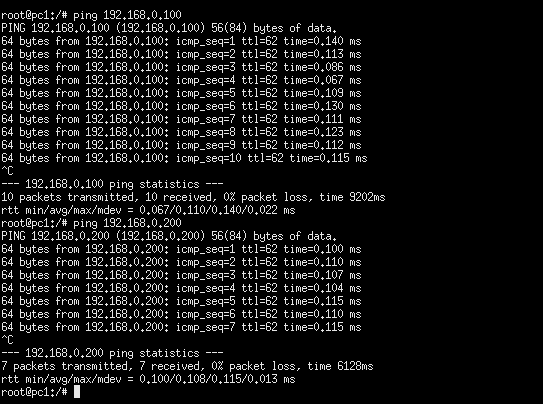 root@pc1:/# ping 192.168.0.100
PING 192.168.0.100 (192.168.0.100) 56(84) bytes of data.
64 bytes from 192.168.0.100: icmp_seq=1 ttl=62 time=0.140 ms
64 bytes from 192.168.0.100: icmp_seq=2 ttl=62 time=0.113 ms
64 bytes from 192.168.0.100: icmp_seq=3 ttl=62 time=0.086 ms
64 bytes from 192.168.0.100: icmp_seq=4 ttl=62 time=0.067 ms
64 bytes from 192.168.0.100: icmp_seq=5 ttl=62 time=0.109 ms
64 bytes from 192.168.0.100: icmp_seq=6 ttl=62 time=0.130 ms
64 bytes from 192.168.0.100: icmp_seq=7 ttl=62 time=0.111 ms
64 bytes from 192.168.0.100: icmp_seq=8 ttl=62 time=0.123 ms
64 bytes from 192.168.0.100: icmp_seq=9 ttl=62 time=0.112 ms
64 bytes from 192.168.0.100: icmp_seq=10 ttl=62 time=0.115 ms
^C
--- 192.168.0.100 ping statistics ---
10 packets transmitted, 10 received, 0% packet loss, time 9202ms
rtt min/avg/max/mdev = 0.067/0.110/0.140/0.022 ms
root@pc1:/# ping 192.168.0.200
PING 192.168.0.200 (192.168.0.200) 56(84) bytes of data.
64 bytes from 192.168.0.200: icmp_seq=1 ttl=62 time=0.100 ms
64 bytes from 192.168.0.200: icmp_seq=2 ttl=62 time=0.110 ms
64 bytes from 192.168.0.200: icmp_seq=3 ttl=62 time=0.107 ms
64 bytes from 192.168.0.200: icmp_seq=4 ttl=62 time=0.104 ms
64 bytes from 192.168.0.200: icmp_seq=5 ttl=62 time=0.115 ms
64 bytes from 192.168.0.200: icmp_seq=6 ttl=62 time=0.110 ms
64 bytes from 192.168.0.200: icmp_seq=7 ttl=62 time=0.115 ms
^C
--- 192.168.0.200 ping statistics ---
7 packets transmitted, 7 received, 0% packet loss, time 6128ms
rtt min/avg/max/mdev = 0.100/0.108/0.115/0.013 ms
root@pc1:/#